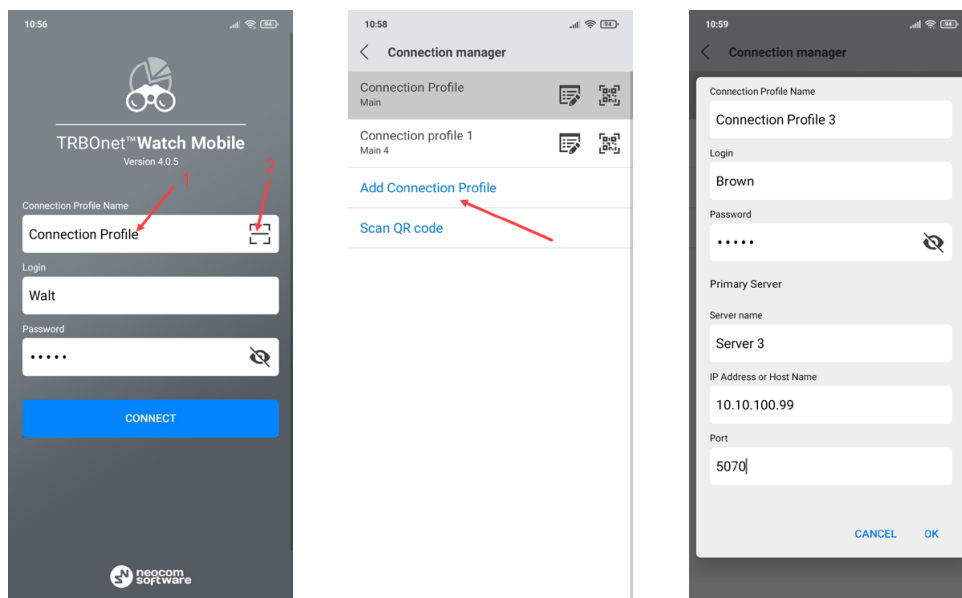 10:56
94
TRBOnet™Watch Mobile
Version 4.0.5
1
2
Connection Profile Name
Connection Profile
Login
Walt
Password
•••••
CONNECT
neocom
software
10:58
94
Connection manager
Connection Profile
Main
Connection profile 1
Main 4
Add Connection Profile
Scan QR code
10:59
94
Connection manager
Connection Profile Name
Connection Profile 3
Login
Brown
Password
•••••
Primary Server
Server name
Server 3
IP Address or Host Name
10.10.100.99
Port
5070
CANCEL OK